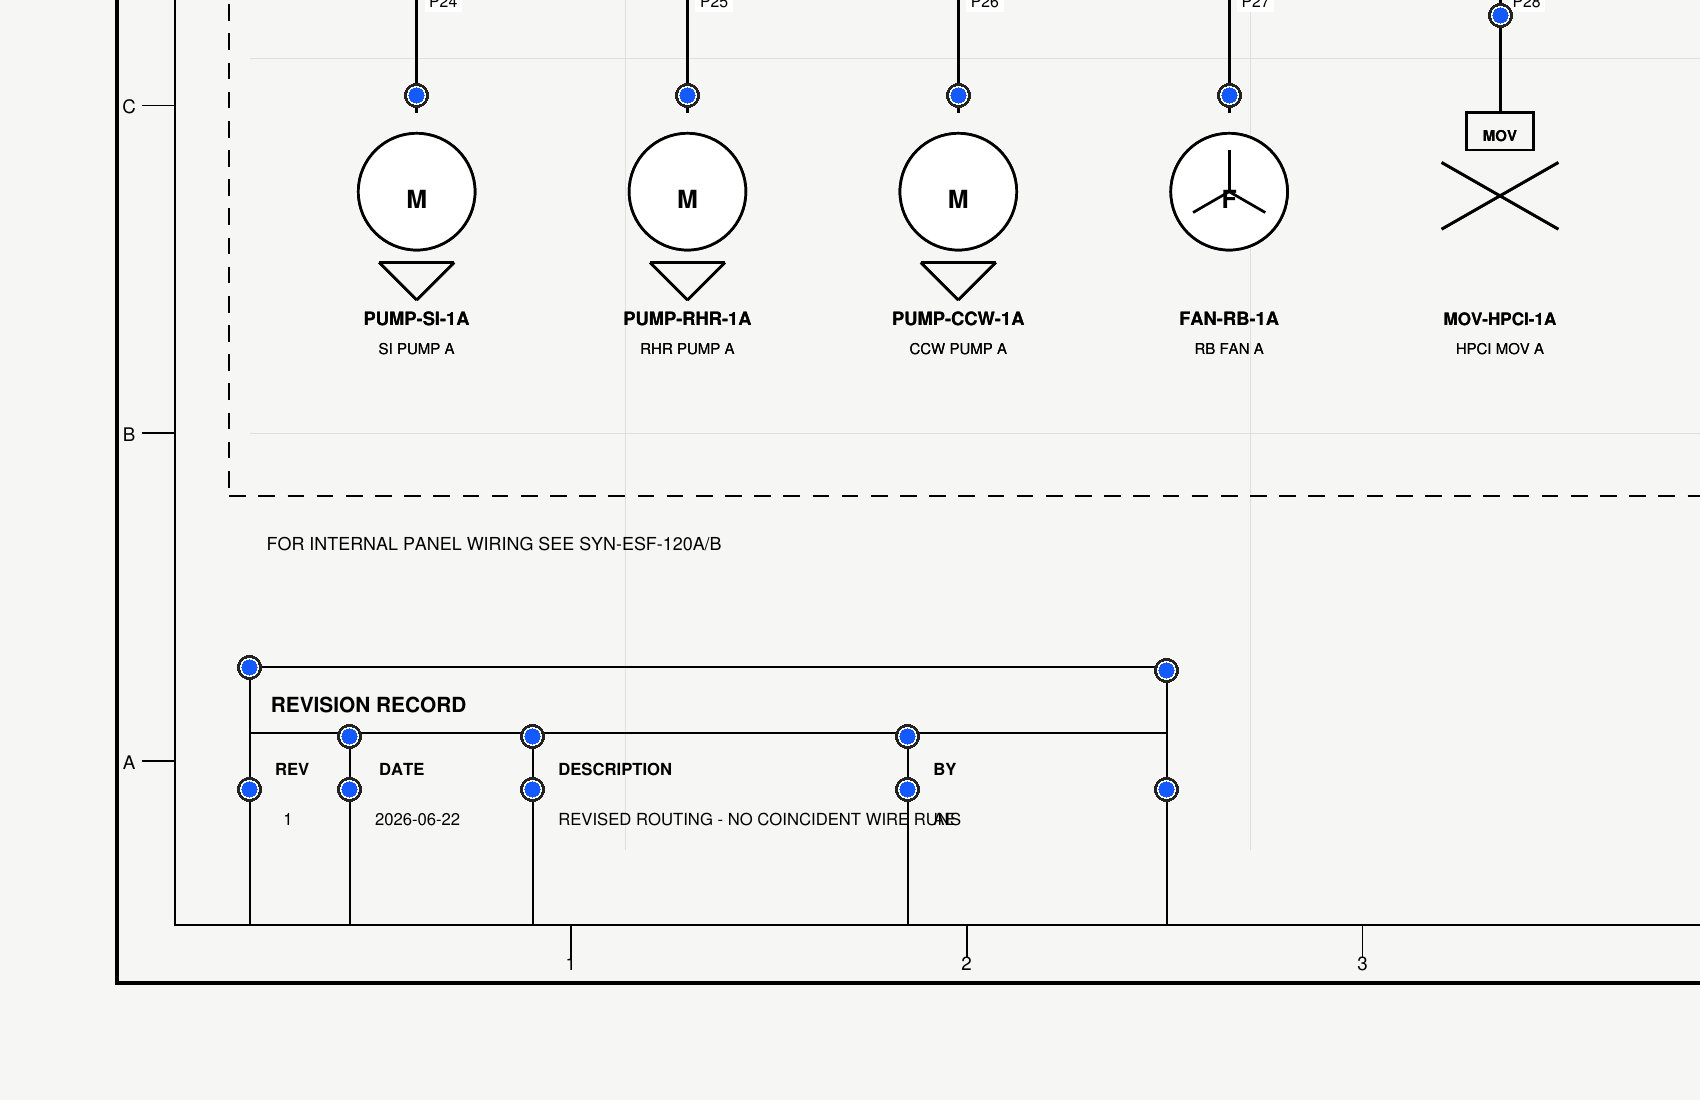 P24 P25 P26 P27 P28
C
MOV
M M M F
PUMP-SI-1A PUMP-RHR-1A PUMP-CCW-1A FAN-RB-1A MOV-HPCI-1A
SI PUMP A RHR PUMP A CCW PUMP A RB FAN A HPCI MOV A
B
FOR INTERNAL PANEL WIRING SEE SYN-ESF-120A/B
REVISION RECORD
A
REV DATE DESCRIPTION BY
1 2026-06-22 REVISED ROUTING - NO COINCIDENT WIRE RUNS
1 2 3